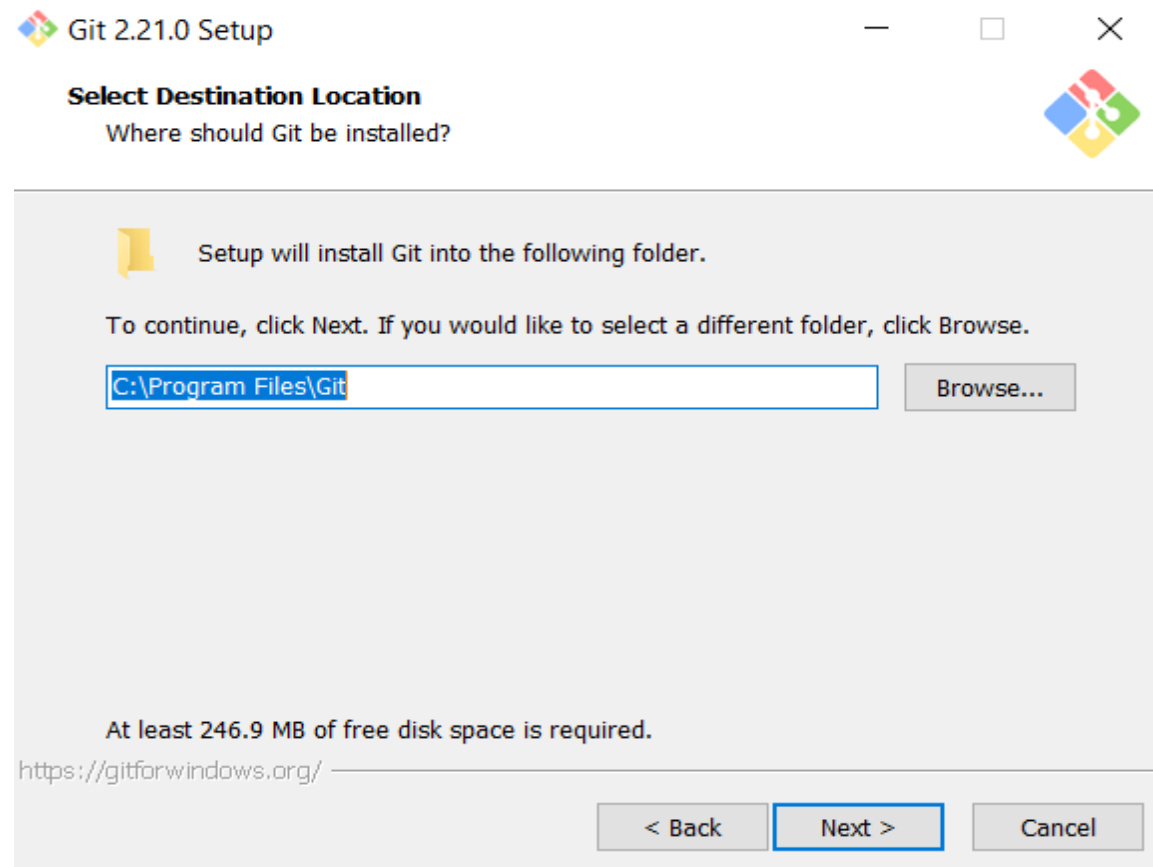 Git 2.21.0 Setup
Select Destination Location
Where should Git be installed?
Setup will install Git into the following folder.
To continue, click Next. If you would like to select a different folder, click Browse.
C:\Program Files\Git
Browse...
At least 246.9 MB of free disk space is required.
https://gitforwindows.org/
< Back
Next >
Cancel